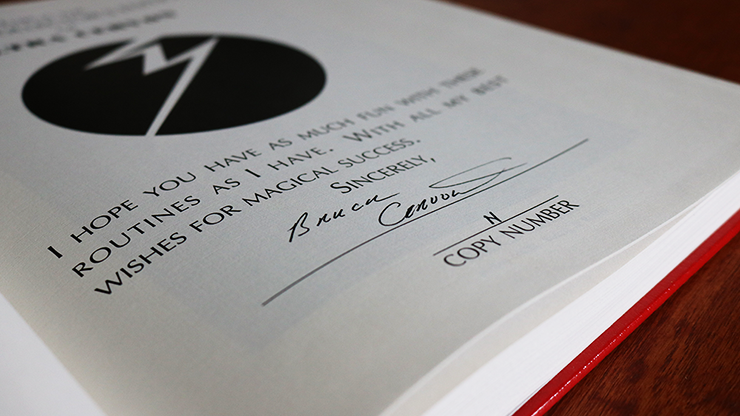 I HOPE YOU HAVE AS MUCH FUN WITH THESE
ROUTINES AS I HAVE. WITH ALL MY BEST
WISHES FOR MAGICAL SUCCESS.
SINCERELY,
Bruce Cervon
N
COPY NUMBER